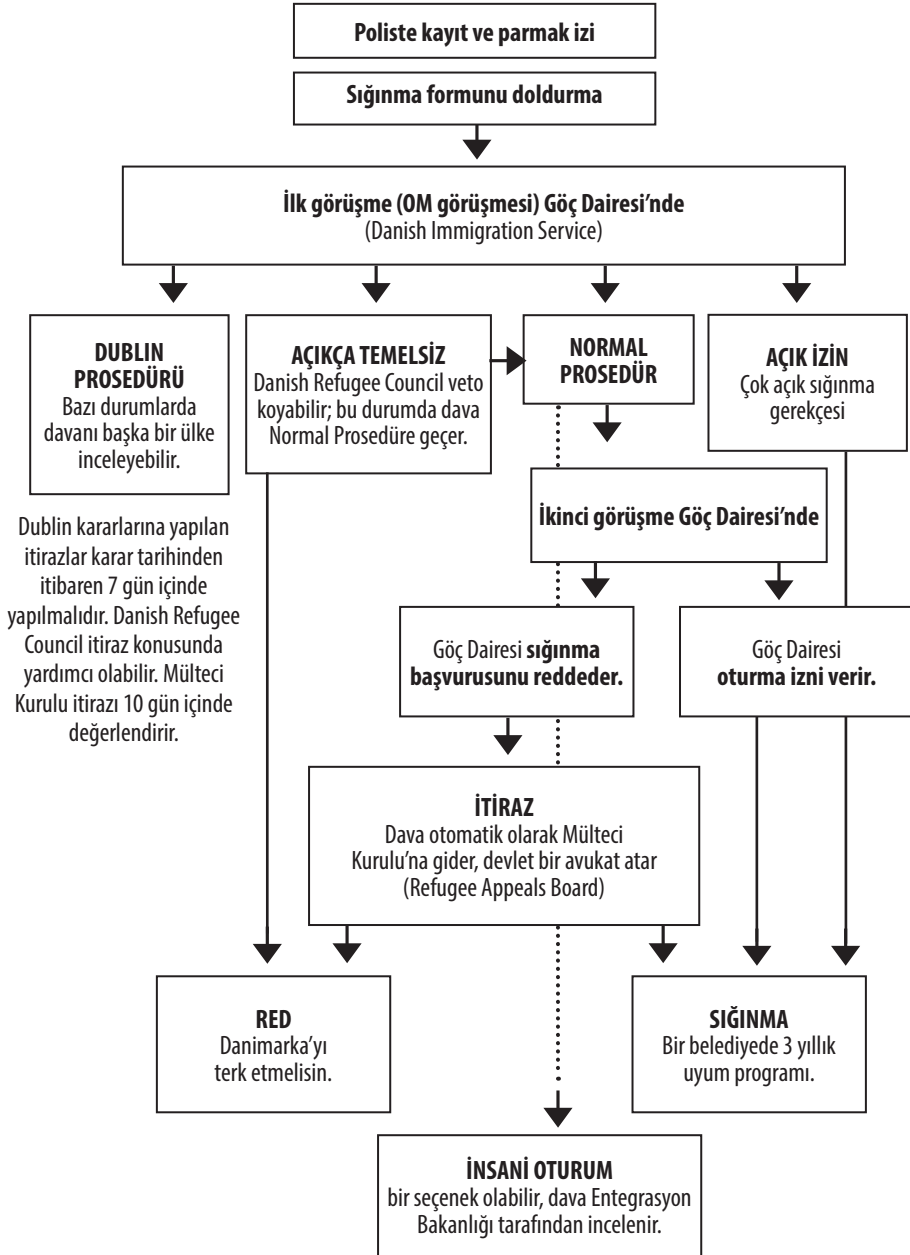 Poliste kayıt ve parmak izi
Sığınma formunu doldurma
İlk görüşme (OM görüşmesi) Göç Dairesi’nde
(Danish Immigration Service)
DUBLIN
PROSEDÜRÜ
Bazı durumlarda
davanı başka bir ülke
inceleyebilir.
AÇIKÇA TEMELSİZ
Danish Refugee Council veto
koyabilir; bu durumda dava
Normal Prosedüre geçer.
NORMAL
PROSEDÜR
AÇIK İZİN
Çok açık sığınma
gerekçesi
Dublin kararlarına yapılan
itirazlar karar tarihinden
itibaren 7 gün içinde
yapılmalıdır. Danish Refugee
Council itiraz konusunda
yardımcı olabilir. Mülteci
Kurulu itirazı 10 gün içinde
değerlendirir.
İkinci görüşme Göç Dairesi’nde
Göç Dairesi sığınma
başvurusunu reddeder.
Göç Dairesi
oturma izni verir.
İTİRAZ
Dava otomatik olarak Mülteci
Kurulu’na gider, devlet bir avukat atar
(Refugee Appeals Board)
RED
Danimarka’yı
terk etmelisin.
SIĞINMA
Bir belediyede 3 yıllık
uyum programı.
İNSANİ OTURUM
bir seçenek olabilir, dava Entegrasyon
Bakanlığı tarafından incelenir.